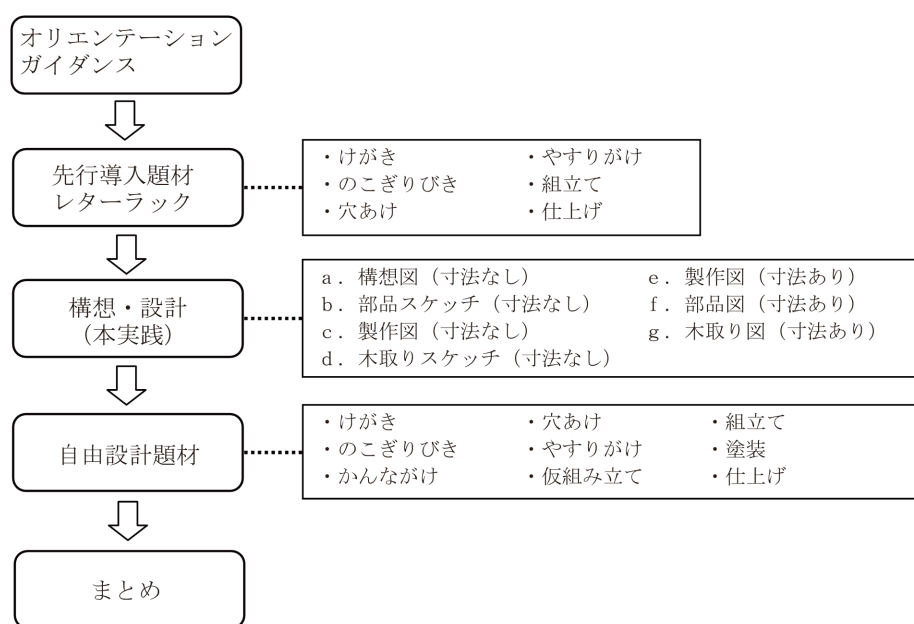 オリエンテーション
ガイダンス
先行導入題材
レターラック
・けがき ・やすりがけ
・のこぎりびき ・組立て
・穴あけ ・仕上げ
構想・設計
(本実践)
a．構想図（寸法なし） e．製作図（寸法あり）
b．部品スケッチ（寸法なし） f．部品図（寸法あり）
c．製作図（寸法なし） g．木取り図（寸法あり）
d．木取りスケッチ（寸法なし）
自由設計題材
・けがき ・穴あけ ・組立て
・のこぎりびき ・やすりがけ ・塗装
・かんながけ ・仮組み立て ・仕上げ
まとめ